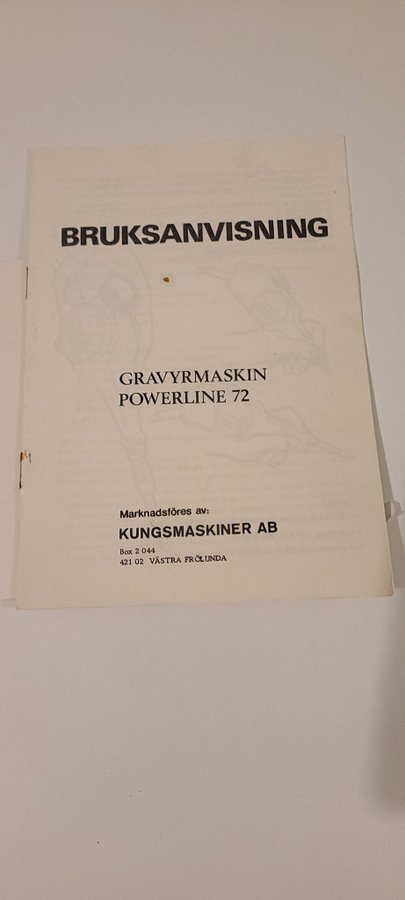 BRUKSANVISNING
GRAVYRMASKIN
POWERLINE 72
Marknadsföres av:
KUNGSMASKINER AB
Box 2 044
421 02 VÄSTRA FRÖLUNDA